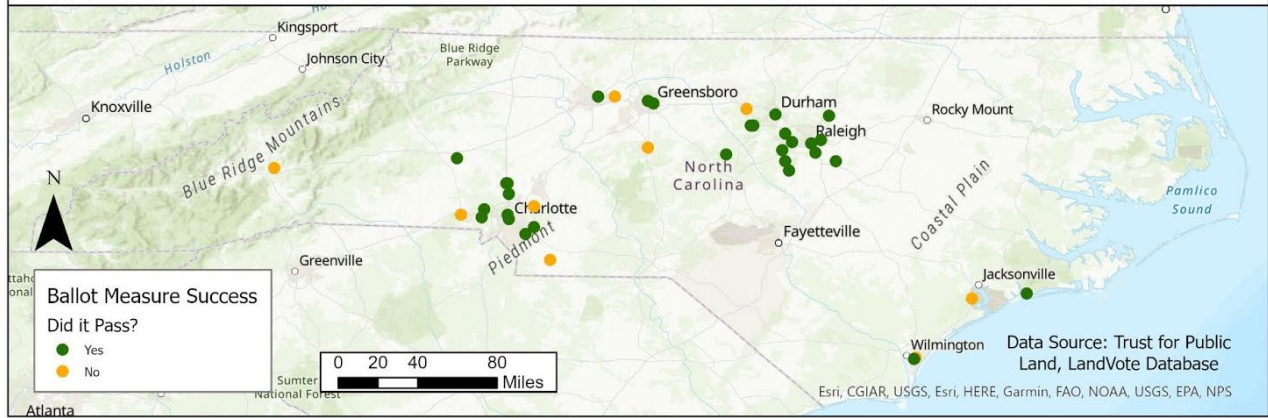 Kingsport
Johnson City
Holston
Blue Ridge
Parkway
Knoxville
Blue Ridge Mountains
Greensboro
Durham
Raleigh
Rocky Mount
North
Carolina
N
Charlotte
Piedmont
Fayetteville
Coastal Plain
Pamlico
Sound
Greenville
Jacksonville
Wilmington
Ballot Measure Success
Did it Pass?
Yes
No
0 20 40 80
Miles
Sumter
National Forest
Atlanta
Data Source: Trust for Public
Land, LandVote Database
Esri, CGIAR, USGS, Esri, HERE, Garmin, FAO, NOAA, USGS, EPA, NPS